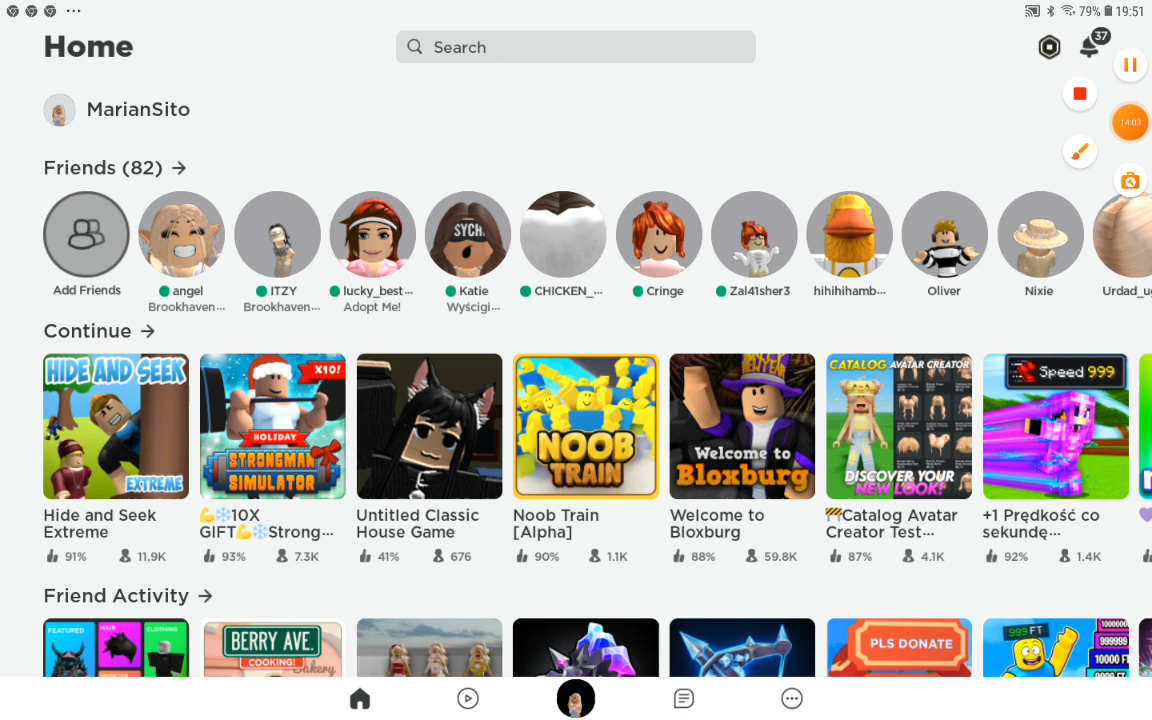 79% 19:51
Home
Search
37
MarianSito
14:03
Friends (82) →
SYCH
Add Friends
angel
ITZY
lucky_best...
Katie
CHICKEN_...
Cringe
Zal41sher3
hihihihamb...
Oliver
Nixie
Urdad_u
Brookhaven...
Brookhaven...
Adopt Me!
Wyścigi...
Continue →
HIDE AND SEEK
EXTREME
X10!
HOLIDAY
STRONGMAN
SIMULATOR
NOOB
TRAIN
Welcome to
Bloxburg
CATALOG AVATAR CREATOR
DISCOVER YOUR
NEW LOOK!
Speed 999
Hide and Seek
Extreme
💪❄️10X
GIFT💪❄️Strong...
Untitled Classic
House Game
Noob Train
[Alpha]
Welcome to
Bloxburg
🚧Catalog Avatar
Creator Test...
+1 Prędkość co
sekundę...
91% 11.9K
93% 7.3K
41% 676
90% 1.1K
88% 59.8K
87% 4.1K
92% 1.4K
Friend Activity →
FEATURED
HAIR
CLOTHING
BERRY AVE.
COOKING!
Bakery
PLS DONATE
999 FT
999999
10000 FT